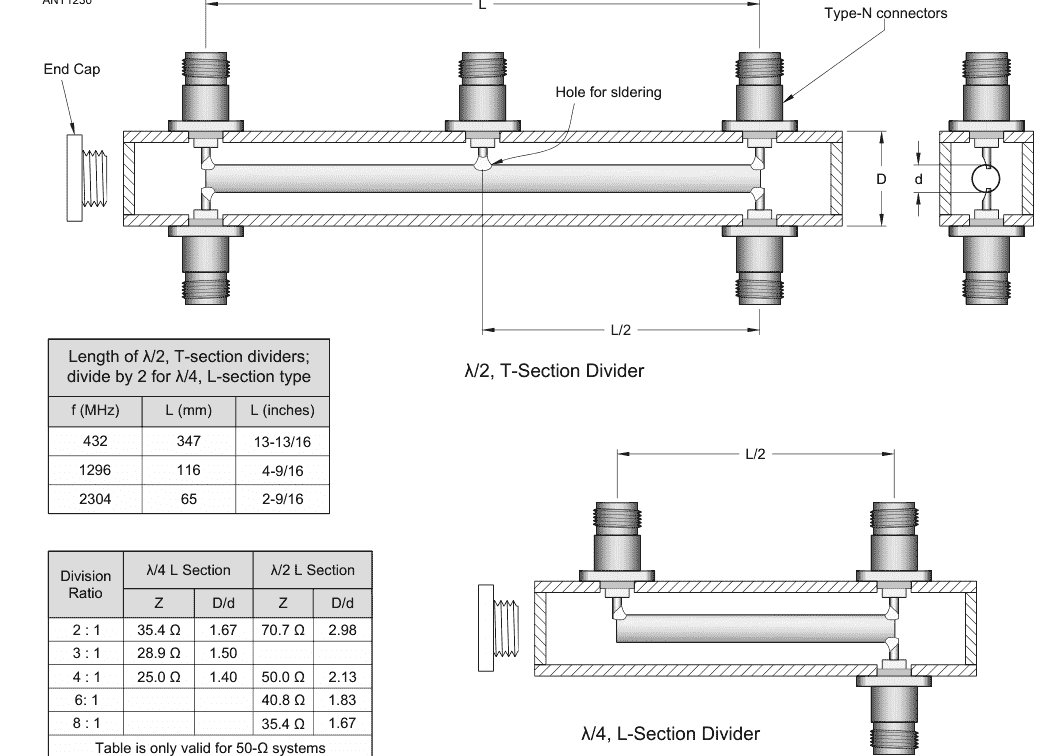 ANT1230
L
Type-N connectors
End Cap
Hole for sldering
D
d
L/2
λ/2, T-Section Divider
Length of λ/2, T-section dividers;
divide by 2 for λ/4, L-section type
f (MHz) L (mm) L (inches)
432 347 13-13/16
1296 116 4-9/16
2304 65 2-9/16
L/2
Division
Ratio
λ/4 L Section λ/2 L Section
Z D/d Z D/d
2 : 1 35.4 Ω 1.67 70.7 Ω 2.98
3 : 1 28.9 Ω 1.50
4 : 1 25.0 Ω 1.40 50.0 Ω 2.13
6: 1 40.8 Ω 1.83
8 : 1 35.4 Ω 1.67
Table is only valid for 50-Ω systems
λ/4, L-Section Divider